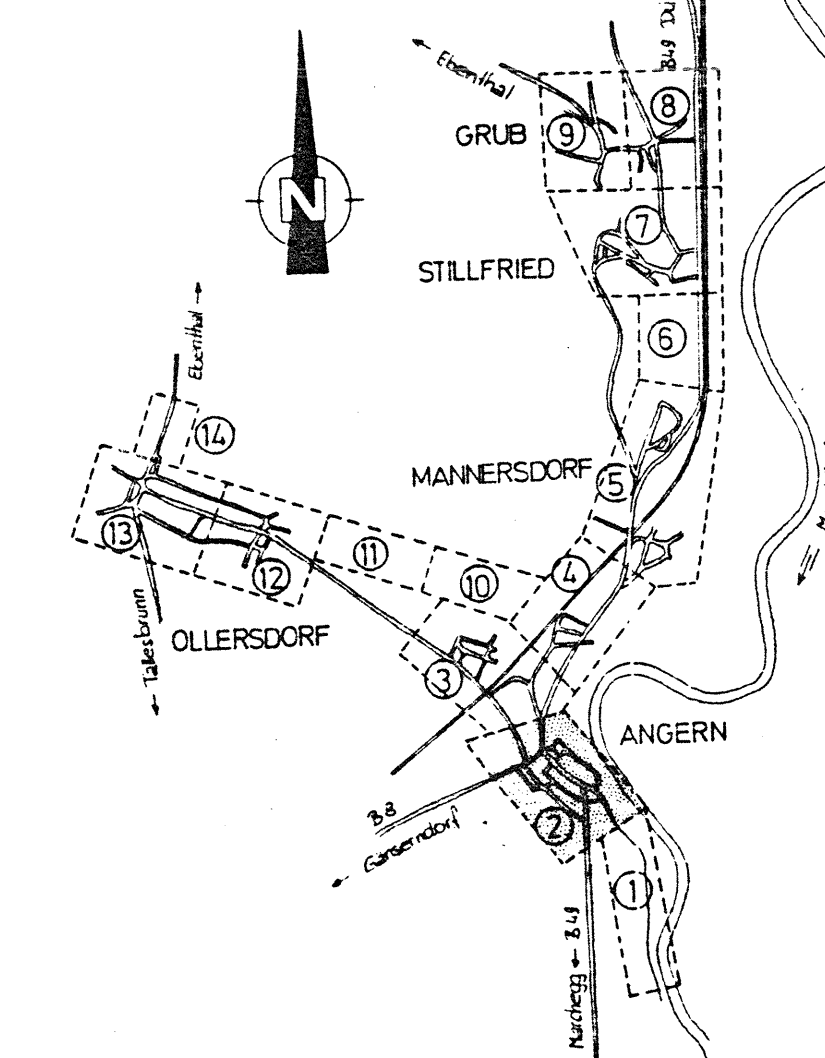 B49 Dü
← Ebenthal
GRUB
9
8
N
7
STILLFRIED
6
Ebenthal →
14
MANNERSDORF
5
13
12
11
10
4
OLLERSDORF
← Tallesbrunn
3
ANGERN
B8
← Gänserndorf
2
1
Marchegg ← B49